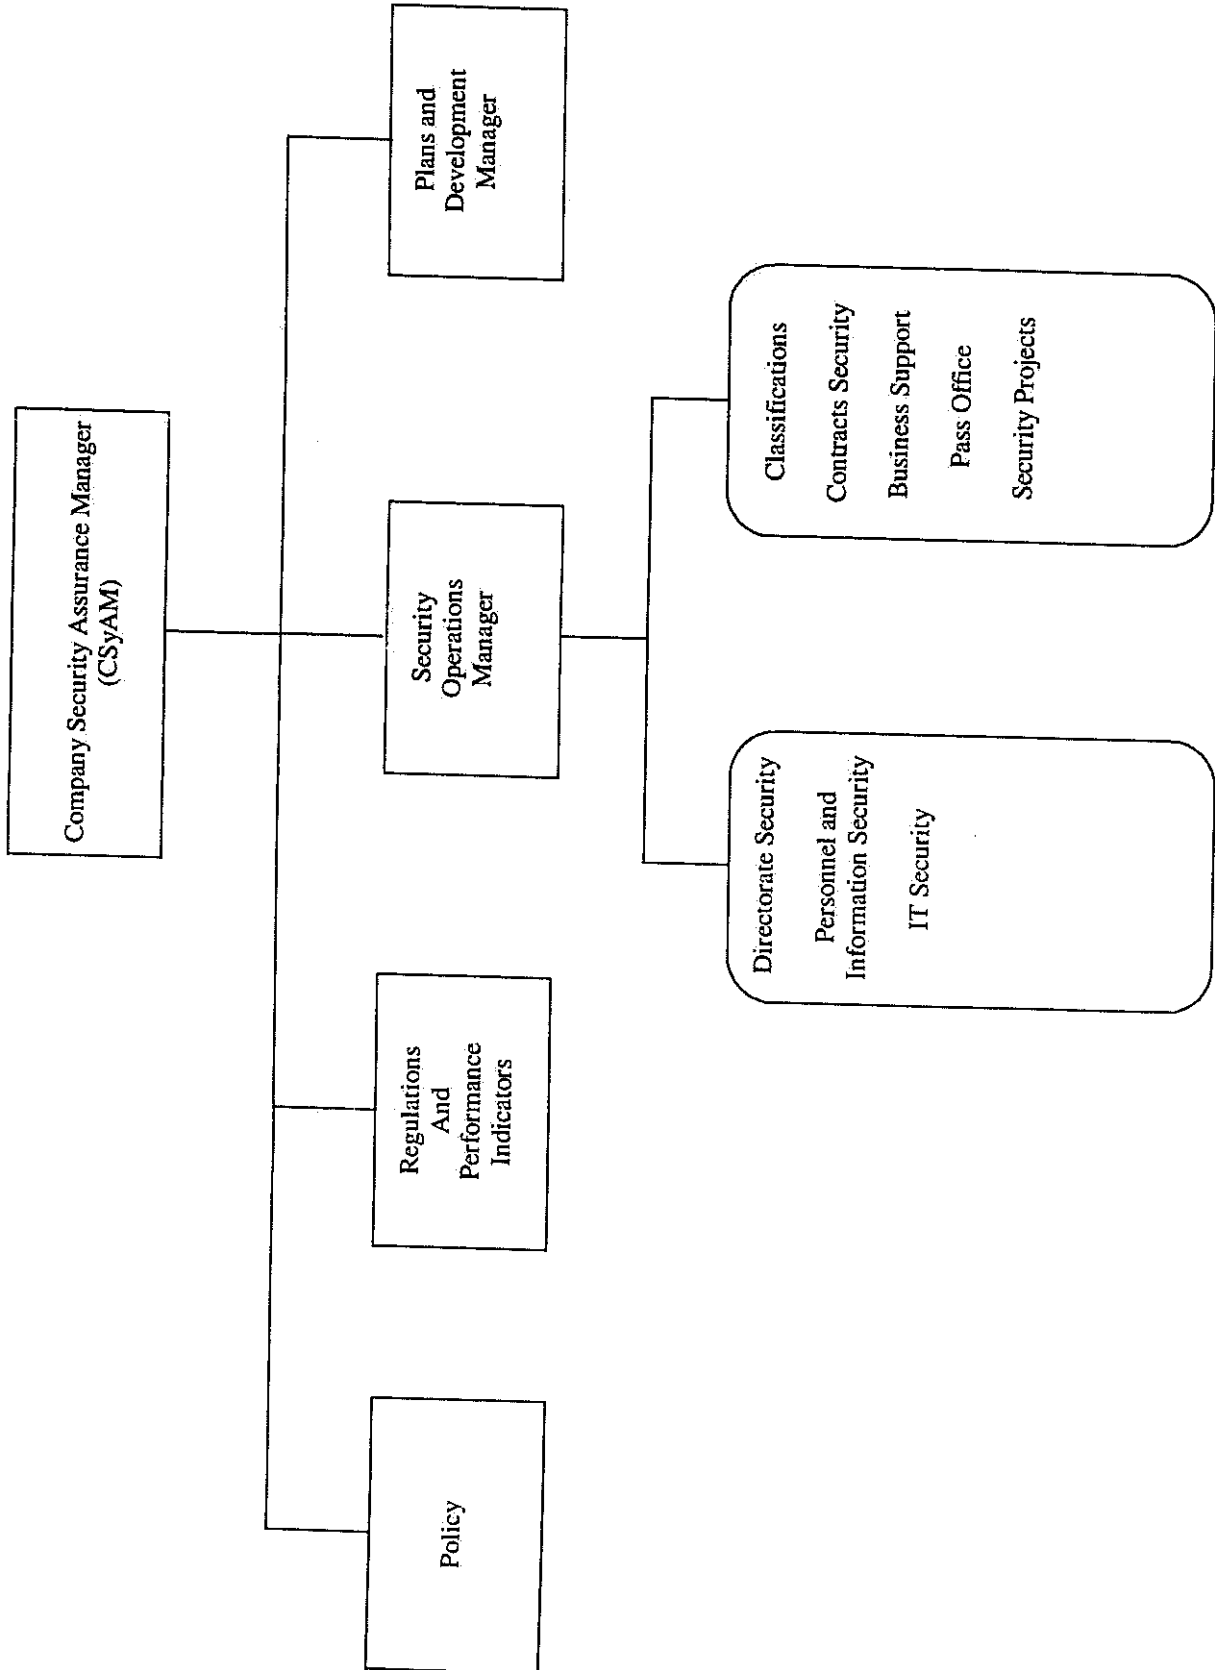 Company Security Assurance Manager
(CSyAM)
Policy
Regulations
And
Performance
Indicators
Security
Operations
Manager
Plans and
Development
Manager
Directorate Security
Personnel and
Information Security
IT Security
Classifications
Contracts Security
Business Support
Pass Office
Security Projects